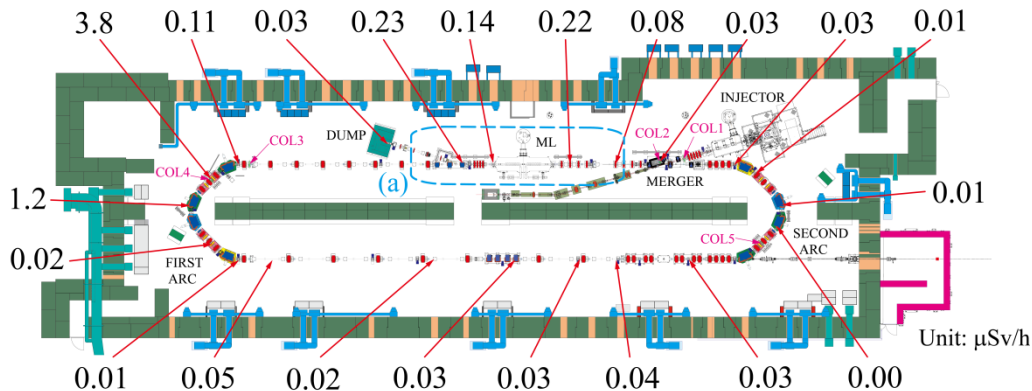 3.8 0.11 0.03 0.23 0.14 0.22 0.08 0.03 0.03 0.01
INJECTOR
DUMP
ML
COL2
COL1
COL3
COL4
(a)
MERGER
1.2
0.01
COL5
SECOND
ARC
0.02
FIRST
ARC
Unit: μSv/h
0.01 0.05 0.02 0.03 0.03 0.04 0.03 0.00